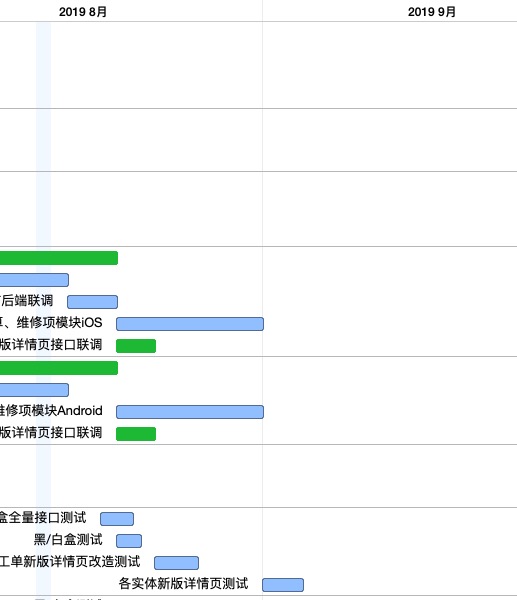 2019 8月
2019 9月
后端联调
、维修项模块iOS
版详情页接口联调
修项模块Android
版详情页接口联调
盒全量接口测试
黑/白盒测试
工单新版详情页改造测试
各实体新版详情页测试